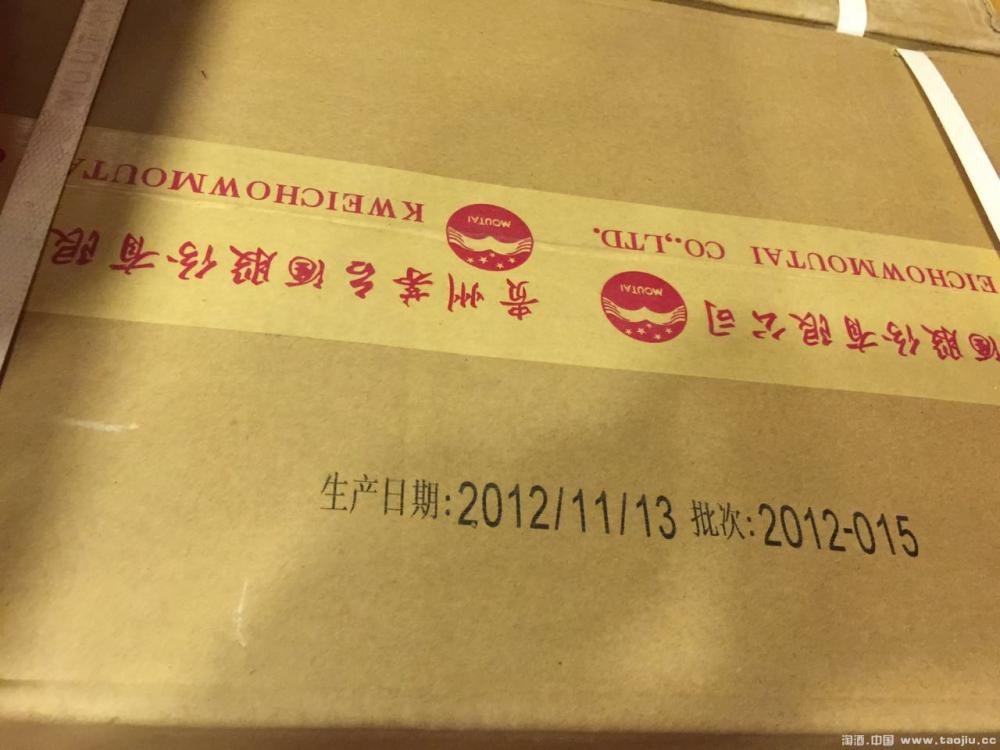 MOUTAI
KWEICHOWMOUTA
MOUTAI
EICHOWMOUTAI CO.,LTD.
贵州茅台酒股份有限
MOUTAI
酒股份有限公司
生产日期:2012/11/13 批次:2012-015
淘酒.中国 www.taojiu.cc